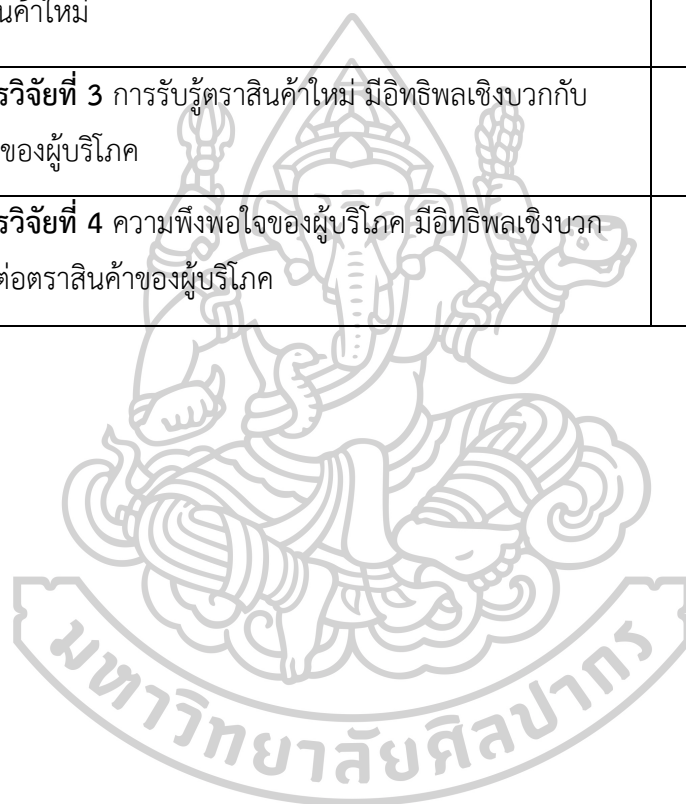 นค้าใหม่
รวิจัยที่ 3 การรับรู้ตราสินค้าใหม่ มีอิทธิพลเชิงบวกกับ
ของผู้บริโภค
รวิจัยที่ 4 ความพึงพอใจของผู้บริโภค มีอิทธิพลเชิงบวก
ต่อตราสินค้าของผู้บริโภค
มหาวิทยาลัยศิลปากร